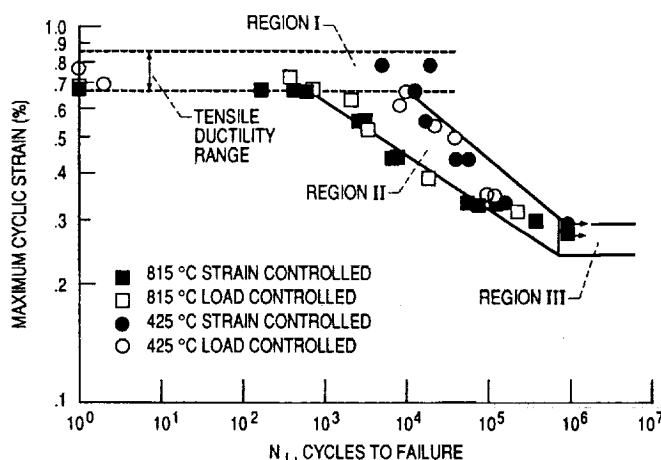 REGION I
1.0
.9
.8
.7
.6
.5
.4
.3
.2
.1
MAXIMUM CYCLIC STRAIN (%)
TENSILE
DUCTILITY
RANGE
REGION II
REGION III
815 °C STRAIN CONTROLLED
815 °C LOAD CONTROLLED
425 °C STRAIN CONTROLLED
425 °C LOAD CONTROLLED
10⁰ 10¹ 10² 10³ 10⁴ 10⁵ 10⁶ 10⁷
N , CYCLES TO FAILURE